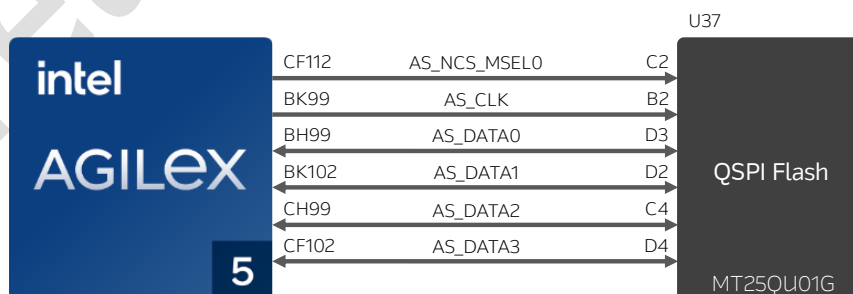 U37
intel
AGILEX
5
CF112 AS_NCS_MSEL0 C2
BK99 AS_CLK B2
BH99 AS_DATA0 D3
BK102 AS_DATA1 D2
CH99 AS_DATA2 C4
CF102 AS_DATA3 D4
QSPI Flash
MT25QU01G